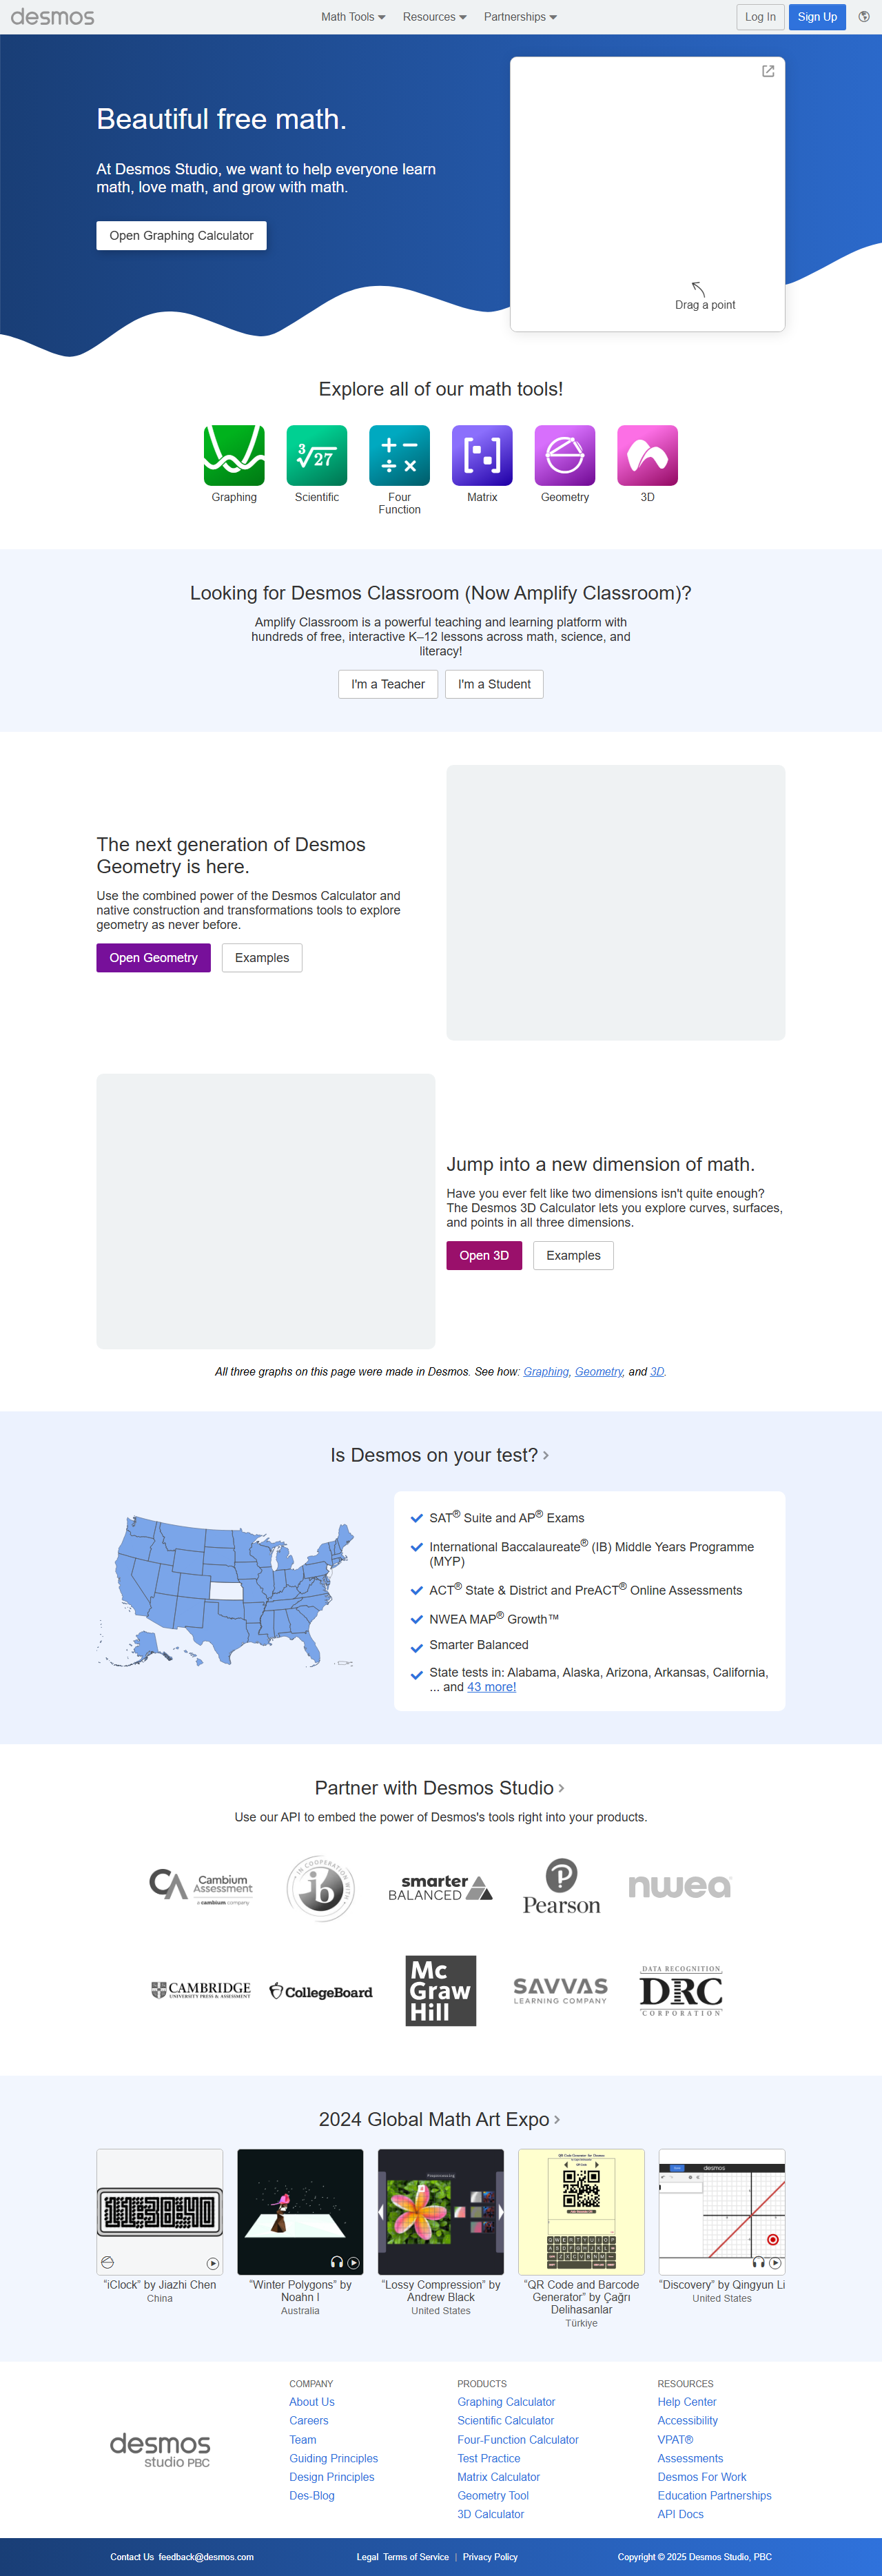 desmos
Math Tools
Resources
Partnerships
Log In
Sign Up
Beautiful free math.
At Desmos Studio, we want to help everyone learn
math, love math, and grow with math.
Open Graphing Calculator
Drag a point
Explore all of our math tools!
3√27
Graphing
Scientific
Four
Function
Matrix
Geometry
3D
Looking for Desmos Classroom (Now Amplify Classroom)?
Amplify Classroom is a powerful teaching and learning platform with
hundreds of free, interactive K–12 lessons across math, science, and
literacy!
I'm a Teacher
I'm a Student
The next generation of Desmos
Geometry is here.
Use the combined power of the Desmos Calculator and
native construction and transformations tools to explore
geometry as never before.
Open Geometry
Examples
Jump into a new dimension of math.
Have you ever felt like two dimensions isn't quite enough?
The Desmos 3D Calculator lets you explore curves, surfaces,
and points in all three dimensions.
Open 3D
Examples
All three graphs on this page were made in Desmos. See how: Graphing, Geometry, and 3D.
Is Desmos on your test?
SAT® Suite and AP® Exams
International Baccalaureate® (IB) Middle Years Programme
(MYP)
ACT® State & District and PreACT® Online Assessments
NWEA MAP® Growth™
Smarter Balanced
State tests in: Alabama, Alaska, Arizona, Arkansas, California,
... and 43 more!
Partner with Desmos Studio
Use our API to embed the power of Desmos's tools right into your products.
CA Cambium
Assessment
a cambium company
IN COOPERATION WITH
ib
smarter
BALANCED
Pearson
nwea
CAMBRIDGE
UNIVERSITY PRESS & ASSESSMENT
CollegeBoard
Mc
Graw
Hill
SAVVAS
LEARNING COMPANY
DATA RECOGNITION
DRC
CORPORATION
2024 Global Math Art Expo
11:38:40
QR Code Generator for Desmos
desmos
“iClock” by Jiazhi Chen
China
“Winter Polygons” by
Noahn I
Australia
“Lossy Compression” by
Andrew Black
United States
“QR Code and Barcode
Generator” by Çağrı
Delihasanlar
Türkiye
“Discovery” by Qingyun Li
United States
desmos
studio PBC
COMPANY
About Us
Careers
Team
Guiding Principles
Design Principles
Des-Blog
PRODUCTS
Graphing Calculator
Scientific Calculator
Four-Function Calculator
Test Practice
Matrix Calculator
Geometry Tool
3D Calculator
RESOURCES
Help Center
Accessibility
VPAT®
Assessments
Desmos For Work
Education Partnerships
API Docs
Contact Us feedback@desmos.com
Legal Terms of Service | Privacy Policy
Copyright © 2025 Desmos Studio, PBC